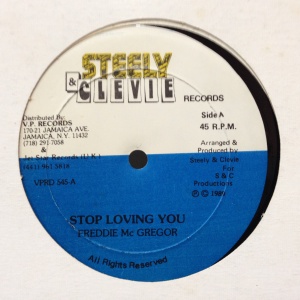 STEELY
& CLEVIE
RECORDS
Distributed By:
V.P. RECORDS
170-21 JAMAICA AVE.
JAMAICA, N.Y. 11432
(718) 291-7058
&
Jet Star Records (U.K.)
VPRD 545 A
Side A
45 R.P.M.
Arranged &
Produced by
Steely & Clevie
For
S & C
Productions
STOP LOVING YOU
FREDDIE Mc GREGOR
All Rights Reserved